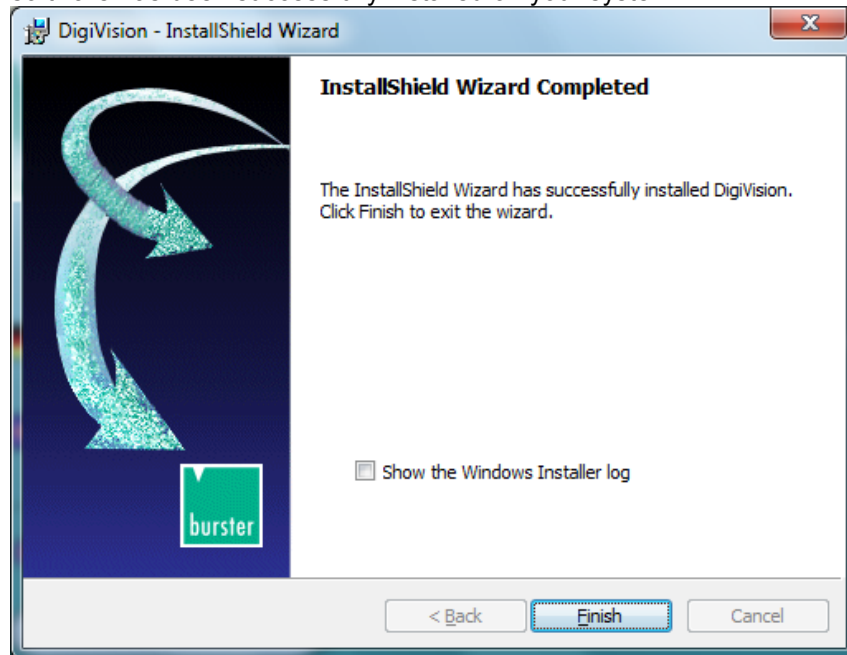 DigiVision - InstallShield Wizard
InstallShield Wizard Completed
The InstallShield Wizard has successfully installed DigiVision.
Click Finish to exit the wizard.
Show the Windows Installer log
burster
< Back Finish Cancel